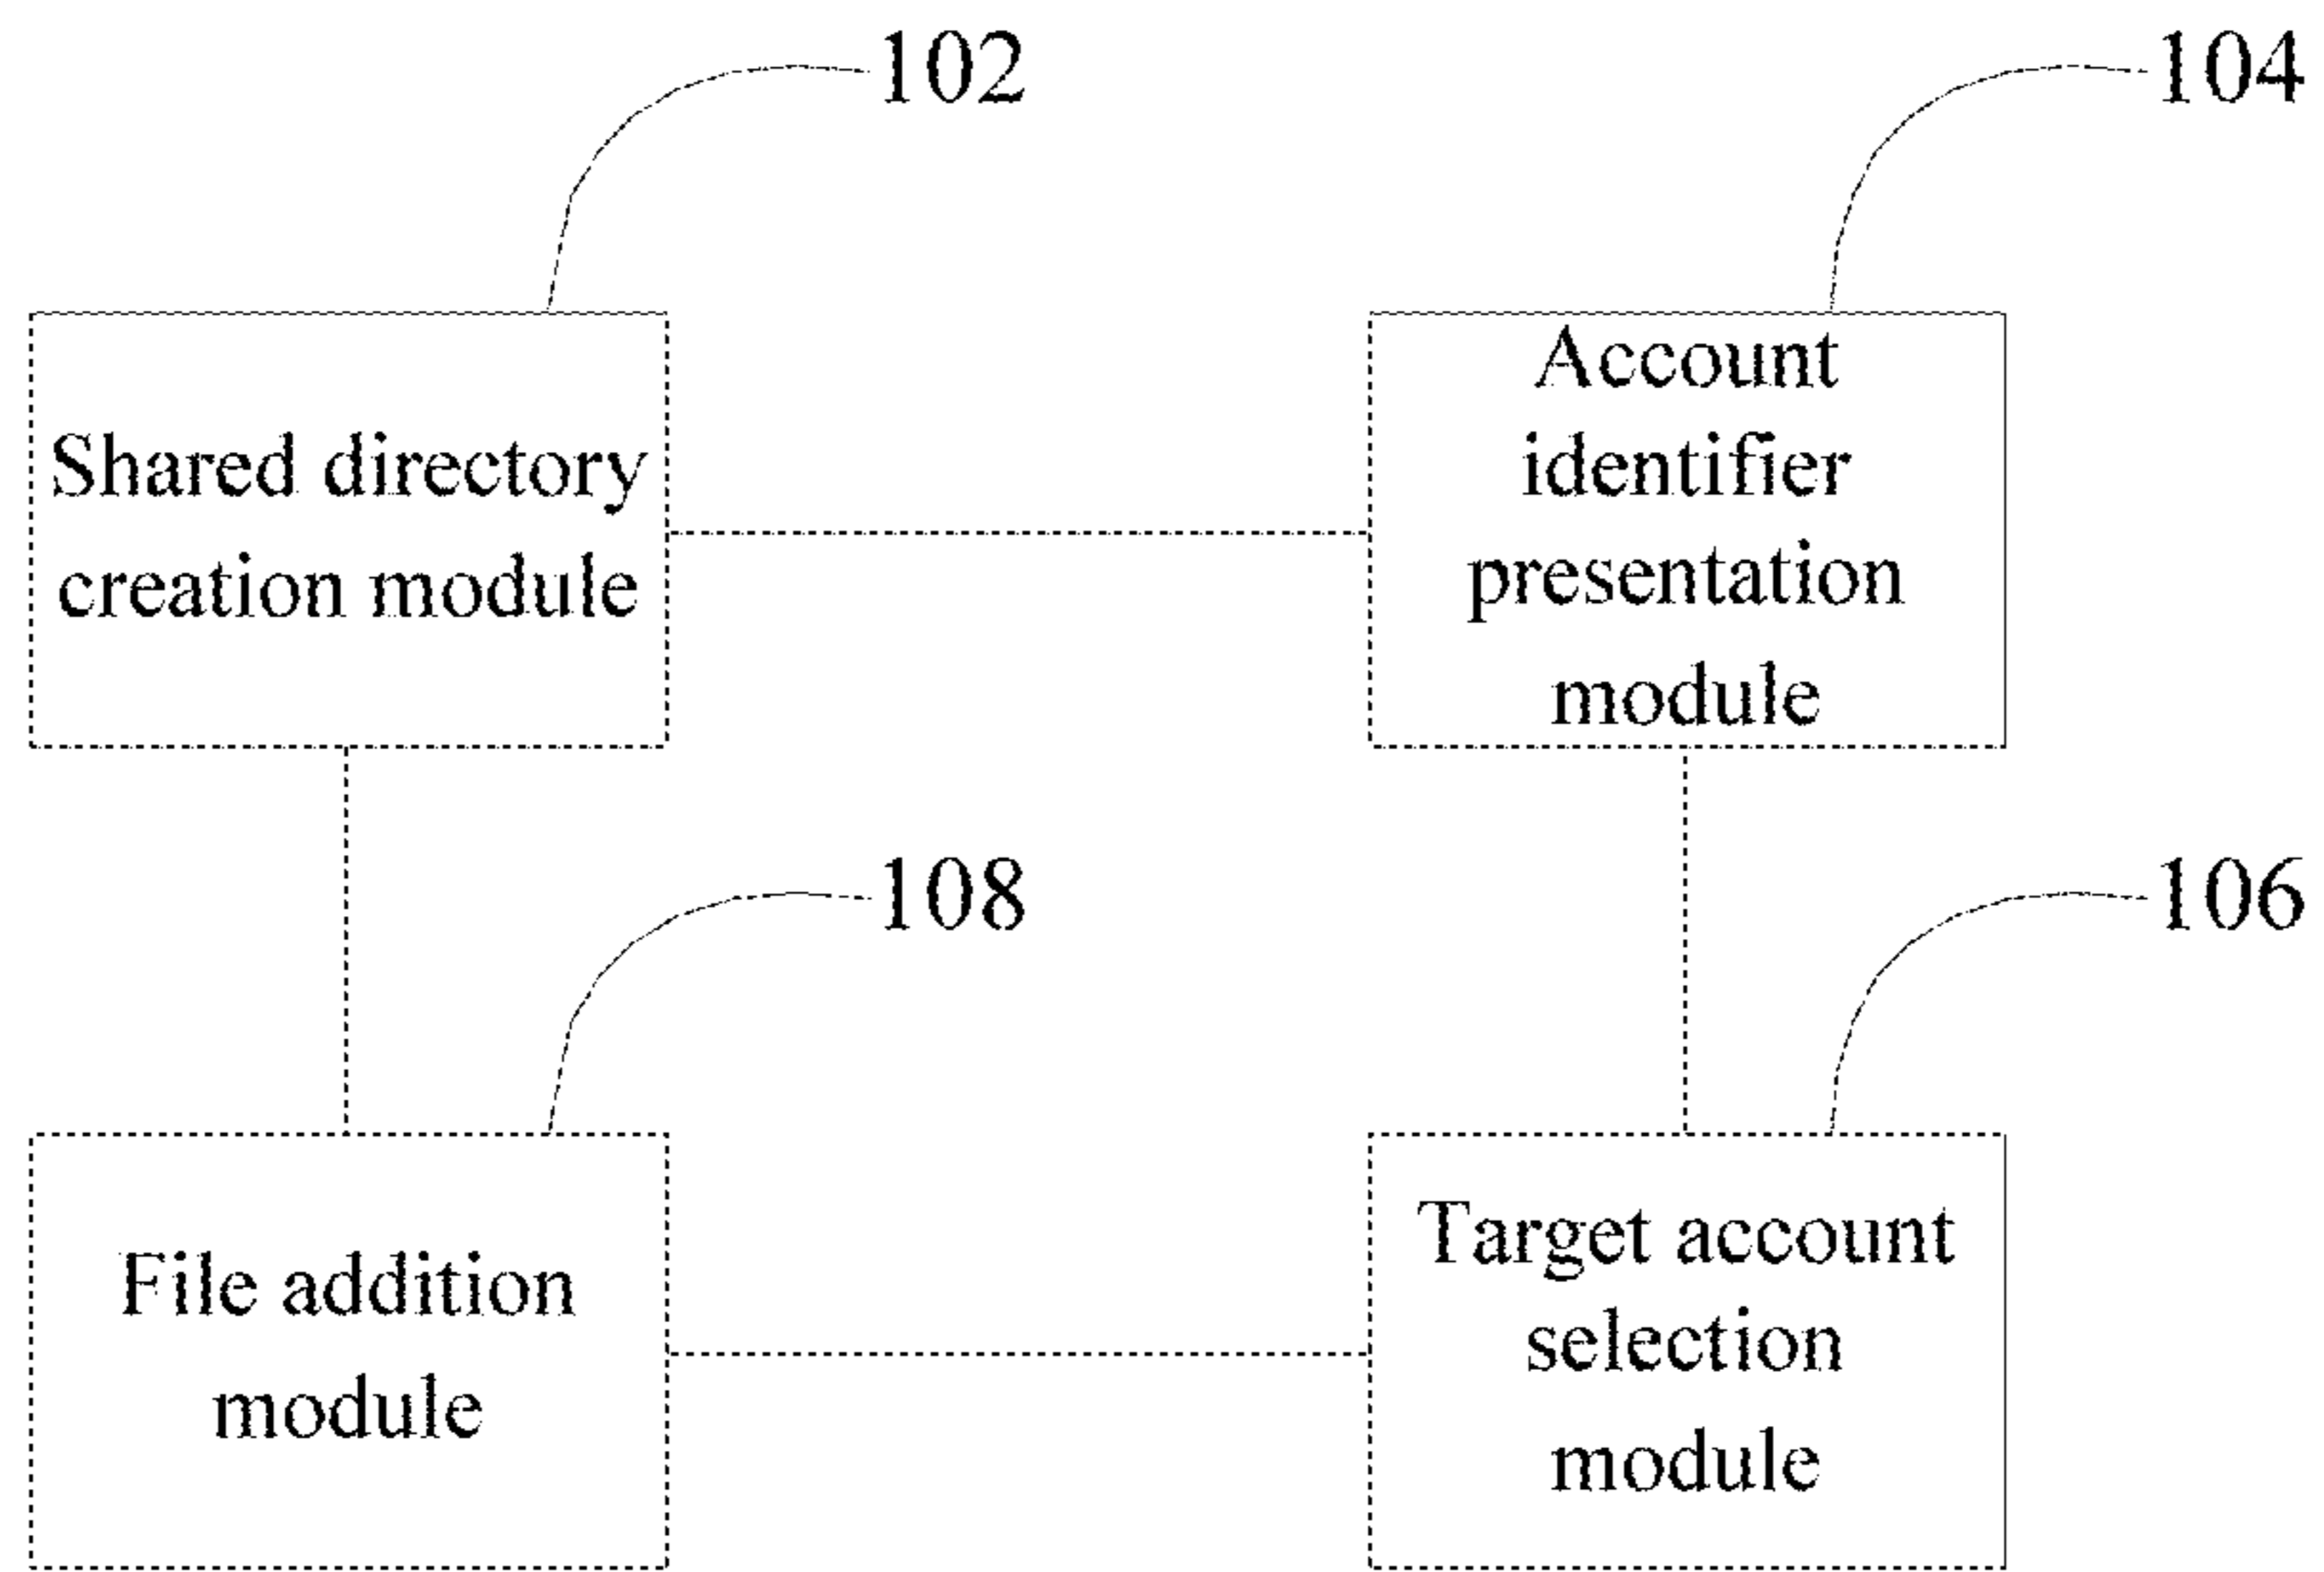 102
104
Shared directory
creation module
Account
identifier
presentation
module
108
106
File addition
module
Target account
selection
module